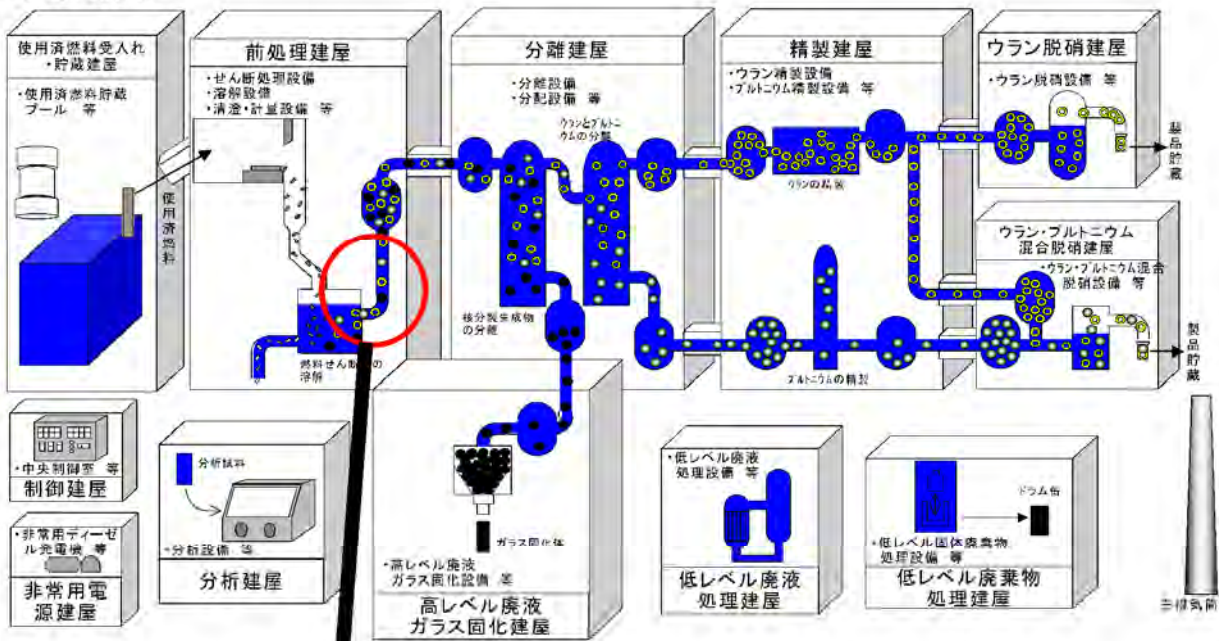 使用済燃料受入れ
・貯蔵建屋
・使用済燃料貯蔵
プール 等
使用済燃料
前処理建屋
・せん断処理設備
・溶解設備
・清澄・計量設備 等
燃料せん断
溶解
分離建屋
・分離設備
・分配設備 等
ウランとプルトニ
ウムの分離
核分裂生成物
の分離
精製建屋
・ウラン精製設備
・プルトニウム精製設備 等
ウランの精製
プルトニウムの精製
ウラン脱硝建屋
・ウラン脱硝設備 等
製品貯蔵
ウラン・プルトニウム
混合脱硝建屋
・ウラン・プルトニウム混合
脱硝設備 等
製品貯蔵
・中央制御室 等
制御建屋
・非常用ディーゼ
ル発電機 等
非常用電
源建屋
分析試料
・分析設備 等
分析建屋
ガラス固化体
・高レベル廃液
ガラス固化設備 等
高レベル廃液
ガラス固化建屋
・低レベル廃液
処理設備 等
低レベル廃液
処理建屋
ドラム缶
・低レベル固体廃棄物
処理設備 等
低レベル廃棄物
処理建屋
主排気筒